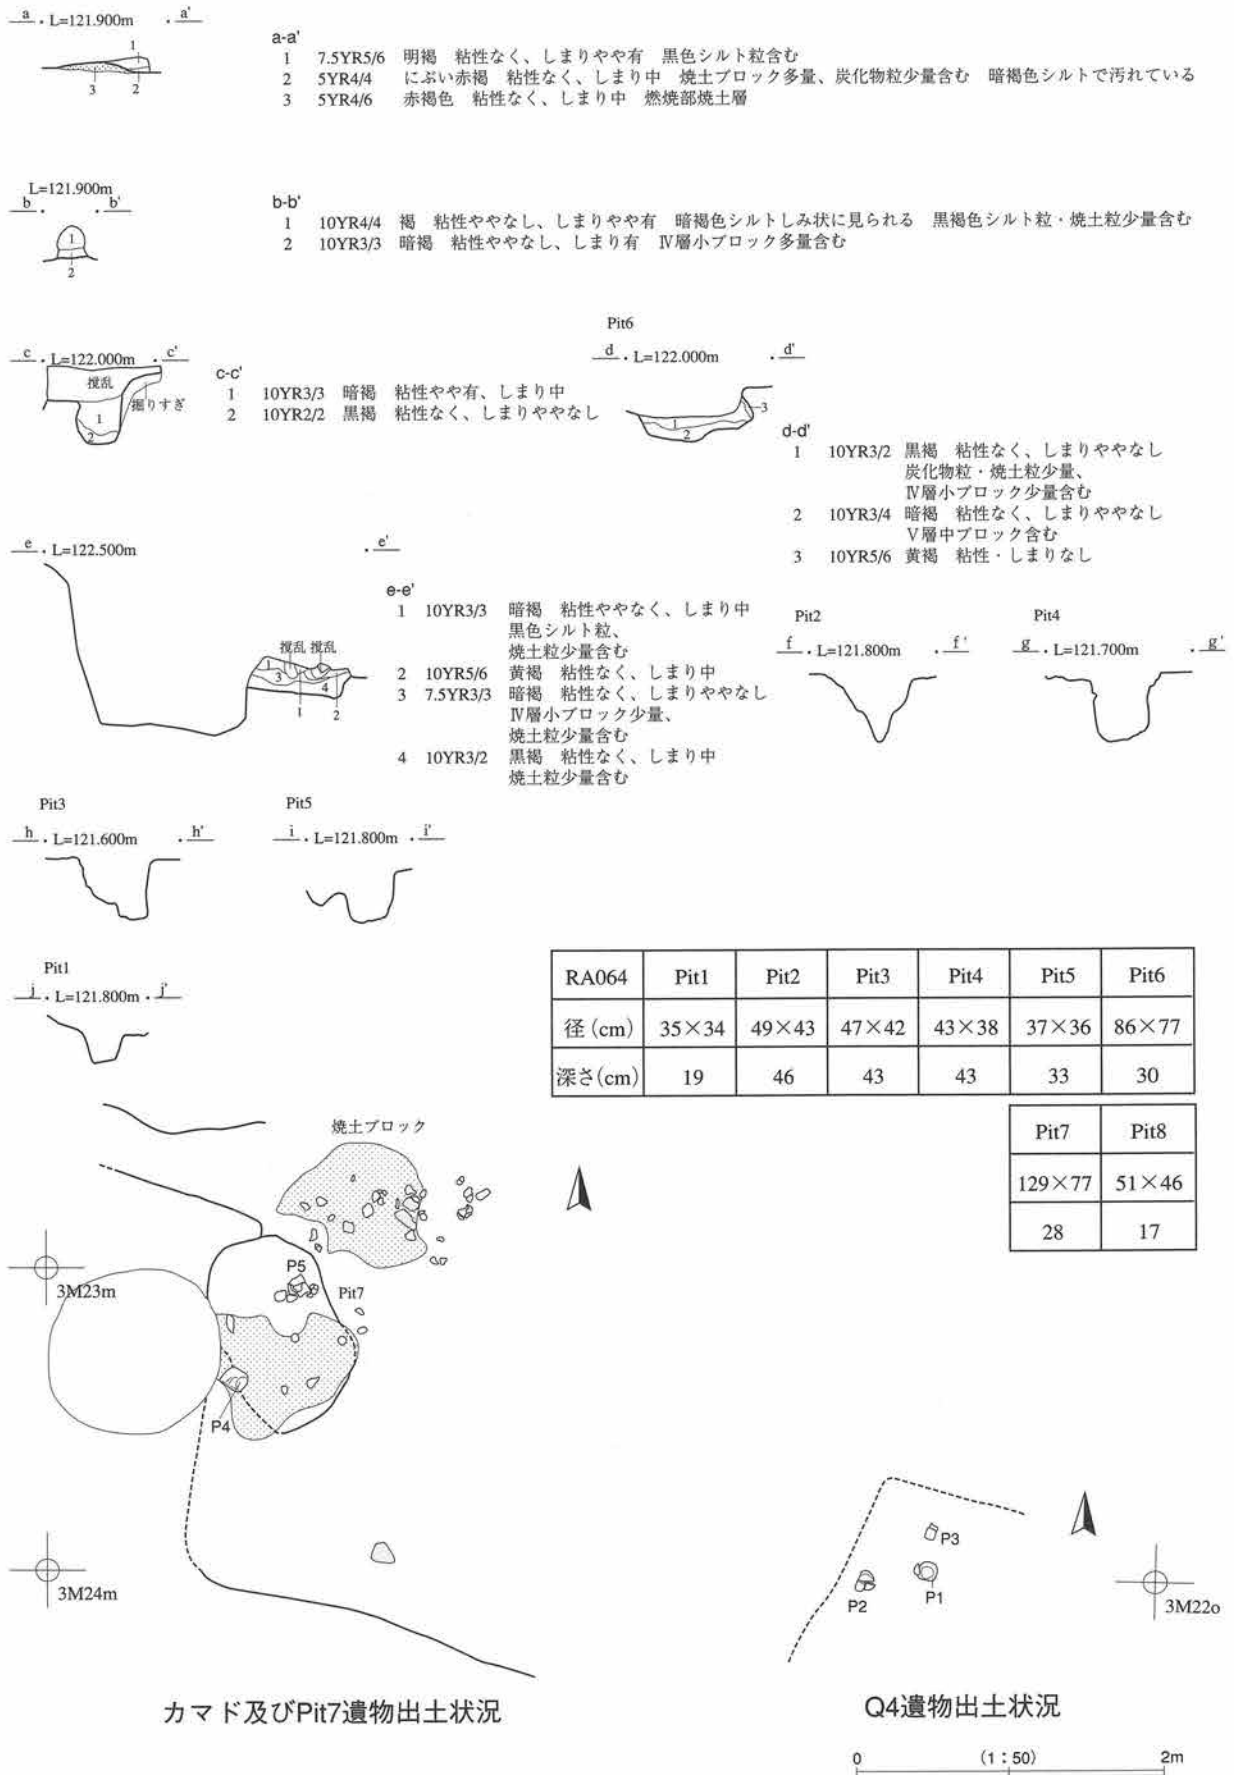 a ・ L=121.900m ・ a'
1
3 2
a-a'
1 7.5YR5/6 明褐 粘性なく、しまりやや有 黒色シルト粒含む
2 5YR4/4 にぶい赤褐 粘性なく、しまり中 焼土ブロック多量、炭化物粒少量含む 暗褐色シルトで汚れている
3 5YR4/6 赤褐色 粘性なく、しまり中 燃焼部焼土層
L=121.900m
b ・ ・ b'
1
2
b-b'
1 10YR4/4 褐 粘性ややなし、しまりやや有 暗褐色シルトしみ状に見られる 黒褐色シルト粒・焼土粒少量含む
2 10YR3/3 暗褐 粘性ややなし、しまり有 Ⅳ層小ブロック多量含む
c ・ L=122.000m ・ c'
撹乱
掘りすぎ
1
2
c-c'
1 10YR3/3 暗褐 粘性やや有、しまり中
2 10YR2/2 黒褐 粘性なく、しまりややなし
Pit6
d ・ L=122.000m ・ d'
1
2
3
d-d'
1 10YR3/2 黒褐 粘性なく、しまりややなし
炭化物粒・焼土粒少量、
Ⅳ層小ブロック少量含む
2 10YR3/4 暗褐 粘性なく、しまりややなし
Ⅴ層中ブロック含む
3 10YR5/6 黄褐 粘性・しまりなし
e ・ L=122.500m ・ e'
撹乱 撹乱
1
3
4
1 2
e-e'
1 10YR3/3 暗褐 粘性ややなく、しまり中
黒色シルト粒、
焼土粒少量含む
2 10YR5/6 黄褐 粘性なく、しまり中
3 7.5YR3/3 暗褐 粘性なく、しまりややなし
Ⅳ層小ブロック少量、
焼土粒少量含む
4 10YR3/2 黒褐 粘性なく、しまり中
焼土粒少量含む
Pit2
f ・ L=121.800m ・ f'
Pit4
g ・ L=121.700m ・ g'
Pit3
h ・ L=121.600m ・ h'
Pit5
i ・ L=121.800m ・ i'
Pit1
j ・ L=121.800m ・ j'
RA064 Pit1 Pit2 Pit3 Pit4 Pit5 Pit6
径(cm) 35×34 49×43 47×42 43×38 37×36 86×77
深さ(cm) 19 46 43 43 33 30
Pit7 Pit8
129×77 51×46
28 17
焼土ブロック
P5
Pit7
3M23m
P4
3M24m
カマド及びPit7遺物出土状況
P3
P2
P1
3M22o
Q4遺物出土状況
0 (1:50) 2m